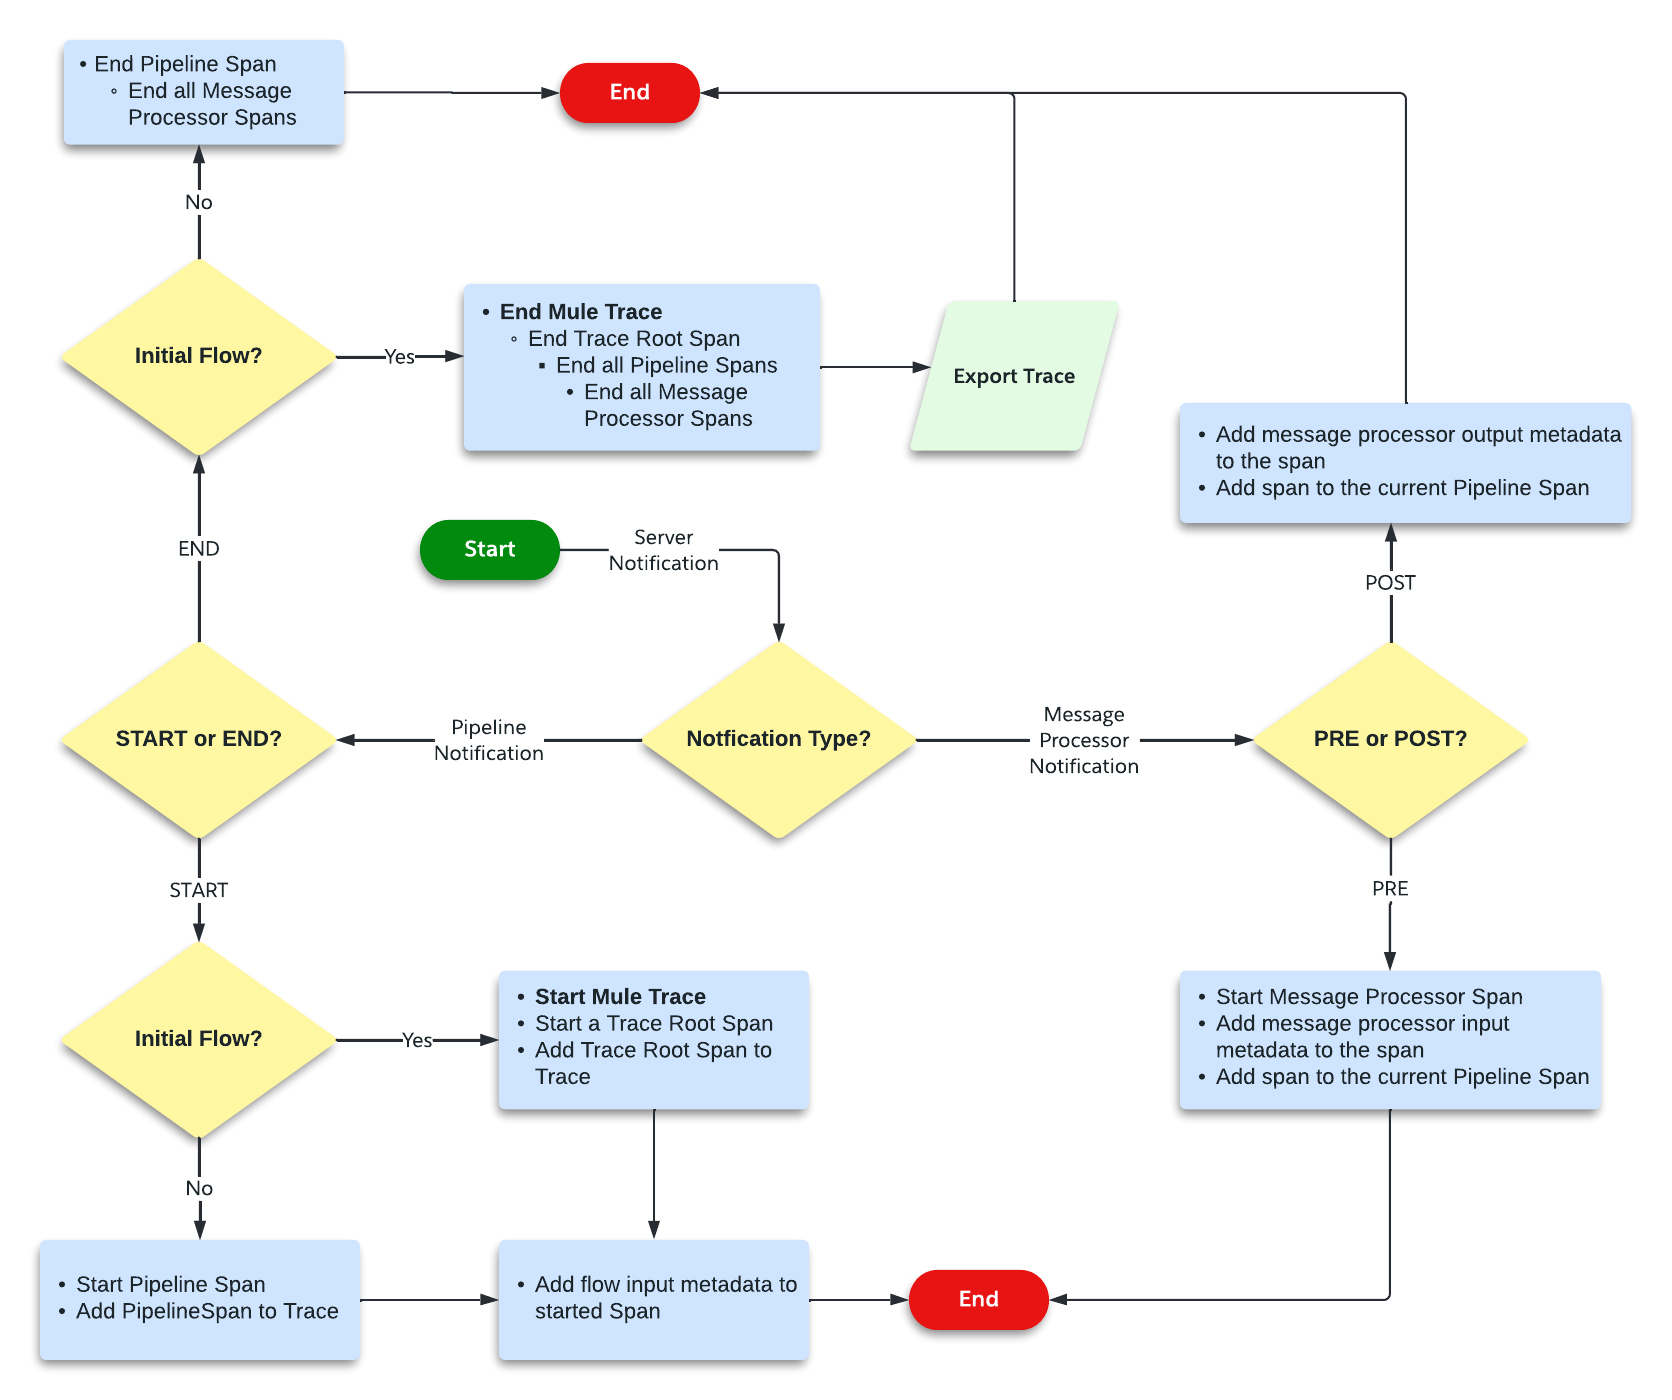 • End Pipeline Span
◦ End all Message
Processor Spans
End
No
Initial Flow?
Yes
• End Mule Trace
◦ End Trace Root Span
▪ End all Pipeline Spans
• End all Message
Processor Spans
Export Trace
• Add message processor output metadata
to the span
• Add span to the current Pipeline Span
END
Start
Server
Notification
POST
START or END?
Pipeline
Notification
Notfication Type?
Message
Processor
Notification
PRE or POST?
START
PRE
Initial Flow?
Yes
• Start Mule Trace
• Start a Trace Root Span
• Add Trace Root Span to
Trace
• Start Message Processor Span
• Add message processor input
metadata to the span
• Add span to the current Pipeline Span
No
• Start Pipeline Span
• Add PipelineSpan to Trace
• Add flow input metadata to
started Span
End